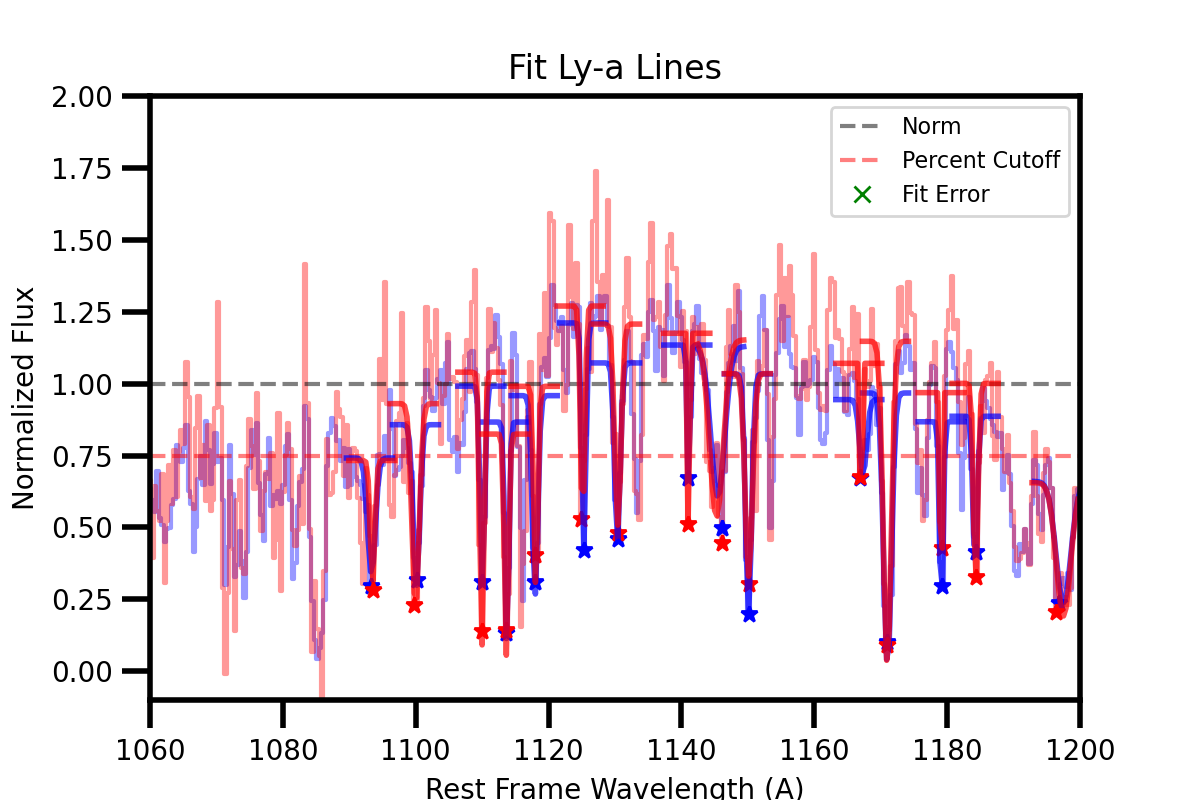 Fit Ly-a Lines
2.00
1.75
1.50
1.25
1.00
0.75
0.50
0.25
0.00
Normalized Flux
Norm
Percent Cutoff
Fit Error
1060 1080 1100 1120 1140 1160 1180 1200
Rest Frame Wavelength (A)